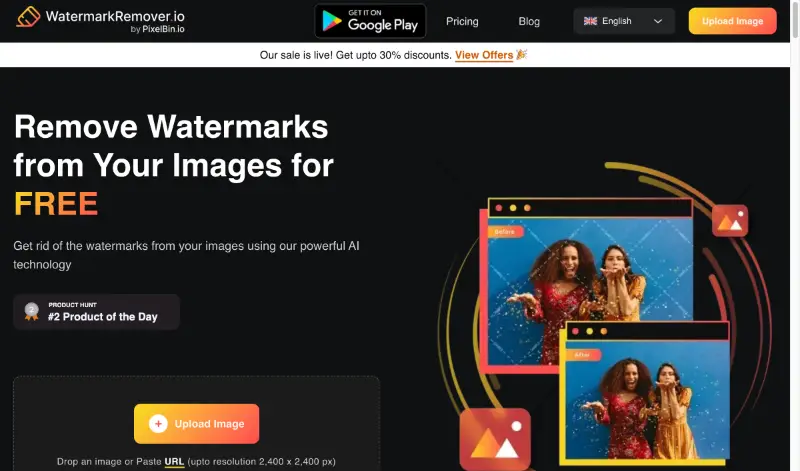 WatermarkRemover.io
by PixelBin.io
GET IT ON
Google Play
Pricing
Blog
English
Upload Image
Our sale is live! Get upto 30% discounts. View Offers
Remove Watermarks
from Your Images for
FREE
Get rid of the watermarks from your images using our powerful AI
technology
PRODUCT HUNT
#2 Product of the Day
Before
After
Upload Image
Drop an image or Paste URL (upto resolution 2,400 x 2,400 px)